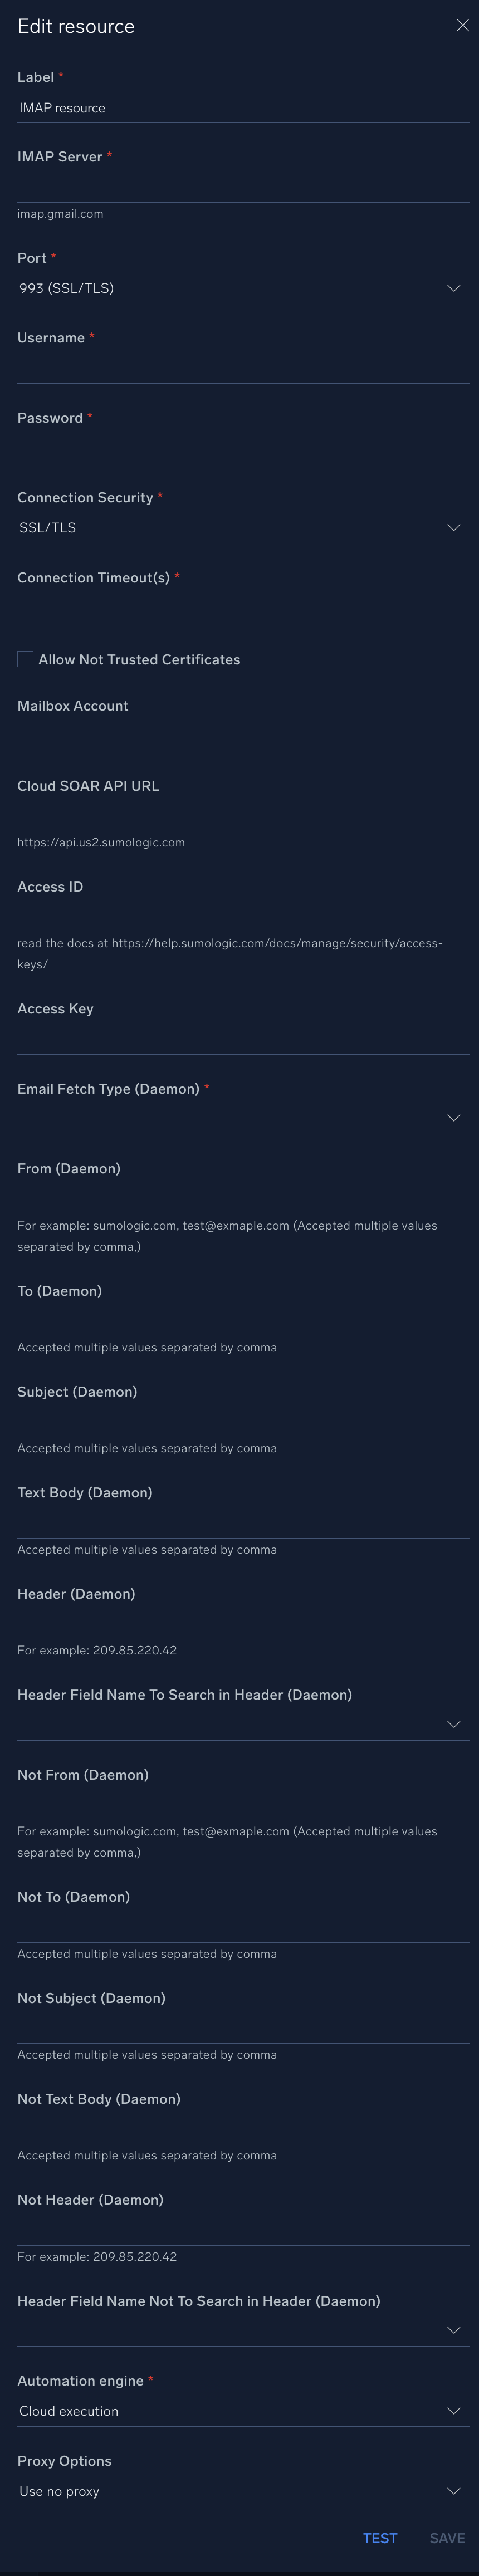 Edit resource
Label *
IMAP resource
IMAP Server *
imap.gmail.com
Port *
993 (SSL/TLS)
Username *
Password *
Connection Security *
SSL/TLS
Connection Timeout(s) *
Allow Not Trusted Certificates
Mailbox Account
Cloud SOAR API URL
https://api.us2.sumologic.com
Access ID
read the docs at https://help.sumologic.com/docs/manage/security/access-
keys/
Access Key
Email Fetch Type (Daemon) *
From (Daemon)
For example: sumologic.com, test@exmaple.com (Accepted multiple values
separated by comma,)
To (Daemon)
Accepted multiple values separated by comma
Subject (Daemon)
Accepted multiple values separated by comma
Text Body (Daemon)
Accepted multiple values separated by comma
Header (Daemon)
For example: 209.85.220.42
Header Field Name To Search in Header (Daemon)
Not From (Daemon)
For example: sumologic.com, test@exmaple.com (Accepted multiple values
separated by comma,)
Not To (Daemon)
Accepted multiple values separated by comma
Not Subject (Daemon)
Accepted multiple values separated by comma
Not Text Body (Daemon)
Accepted multiple values separated by comma
Not Header (Daemon)
For example: 209.85.220.42
Header Field Name Not To Search in Header (Daemon)
Automation engine *
Cloud execution
Proxy Options
Use no proxy
TEST SAVE